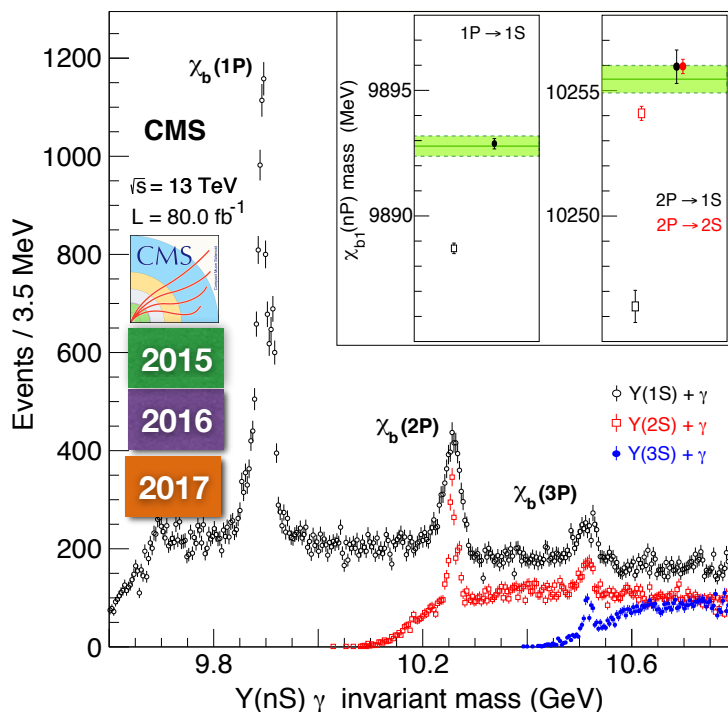 1200
1000
800
600
400
200
0
Events / 3.5 MeV
χb(1P)
CMS
√s = 13 TeV
L = 80.0 fb⁻¹
CMS
2015
2016
2017
χb(2P)
χb(3P)
1P → 1S
9895
9890
χb1(nP) mass (MeV)
10255
10250
2P → 1S
2P → 2S
Y(1S) + γ
Y(2S) + γ
Y(3S) + γ
9.8
10.2
10.6
Y(nS) γ invariant mass (GeV)